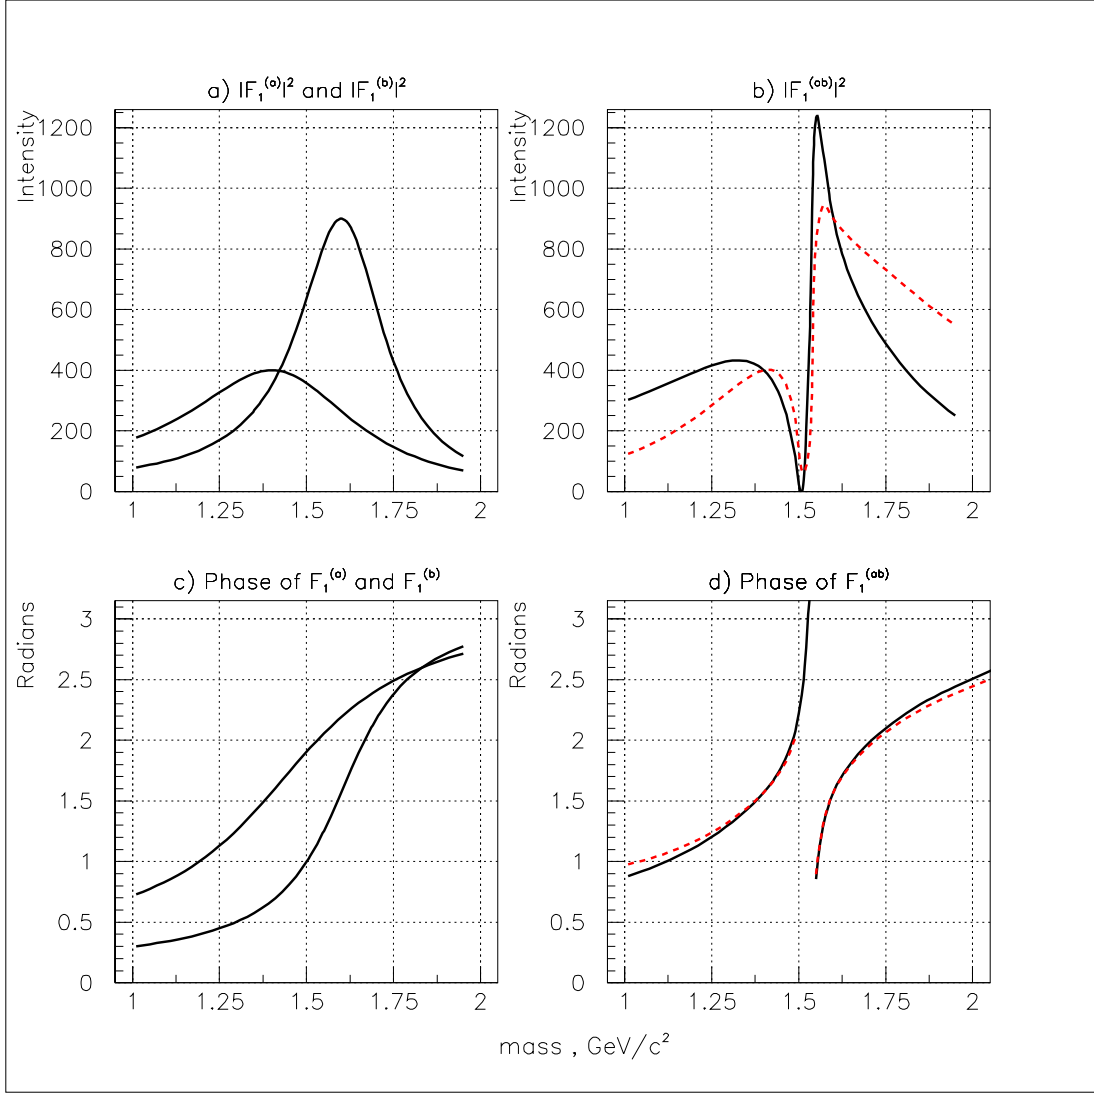 a) |F₁⁽ᵃ⁾|² and |F₁⁽ᵇ⁾|²
Intensity
1200
1000
800
600
400
200
0
1 1.25 1.5 1.75 2
b) |F₁⁽ᵃᵇ⁾|²
Intensity
1200
1000
800
600
400
200
0
1 1.25 1.5 1.75 2
c) Phase of F₁⁽ᵃ⁾ and F₁⁽ᵇ⁾
Radians
3
2.5
2
1.5
1
0.5
0
1 1.25 1.5 1.75 2
d) Phase of F₁⁽ᵃᵇ⁾
Radians
3
2.5
2
1.5
1
0.5
0
1 1.25 1.5 1.75 2
mass , GeV/c²